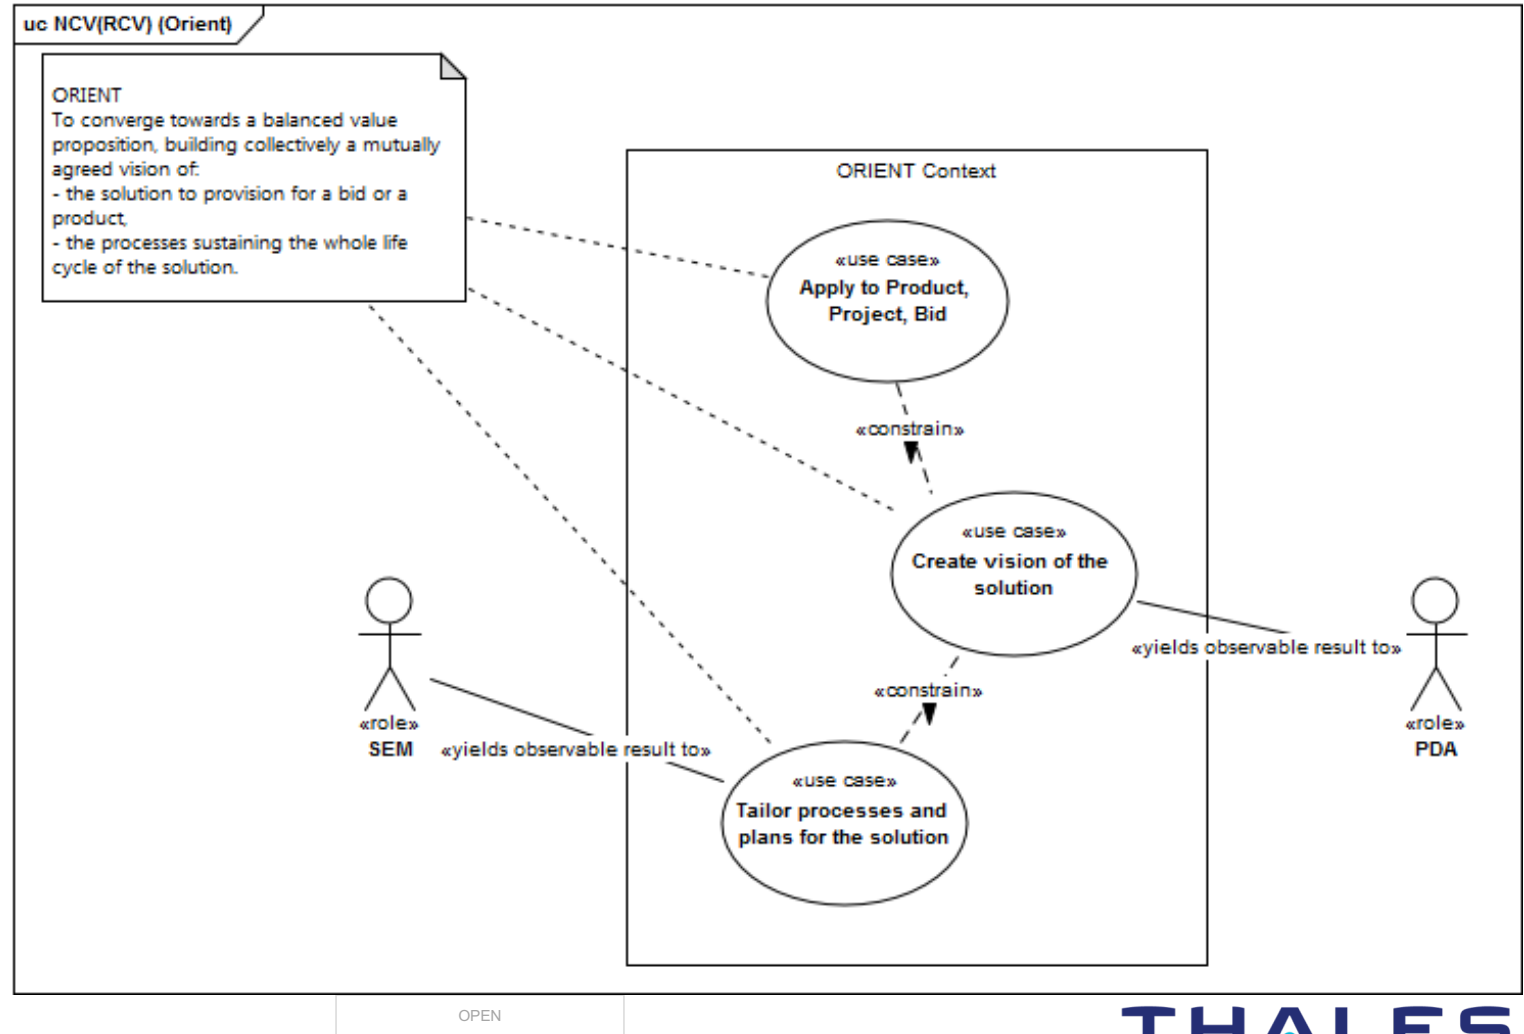 uc NCV(RCV) (Orient)
ORIENT
To converge towards a balanced value
proposition, building collectively a mutually
agreed vision of:
- the solution to provision for a bid or a
product,
- the processes sustaining the whole life
cycle of the solution.
ORIENT Context
«use case»
Apply to Product,
Project, Bid
«constrain»
«use case»
Create vision of the
solution
«yields observable result to»
«role»
PDA
«constrain»
«role»
SEM
«yields observable result to»
«use case»
Tailor processes and
plans for the solution
OPEN
THALES